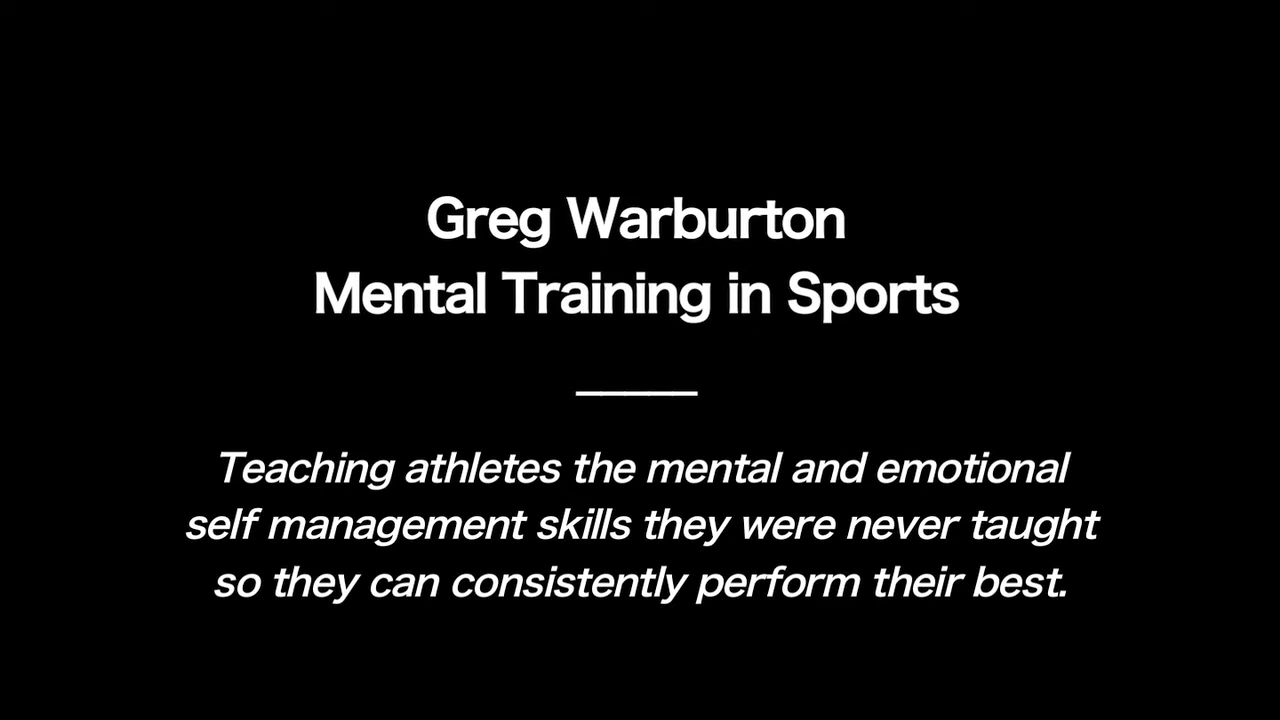 Greg Warburton
Mental Training in Sports
Teaching athletes the mental and emotional
self management skills they were never taught
so they can consistently perform their best.